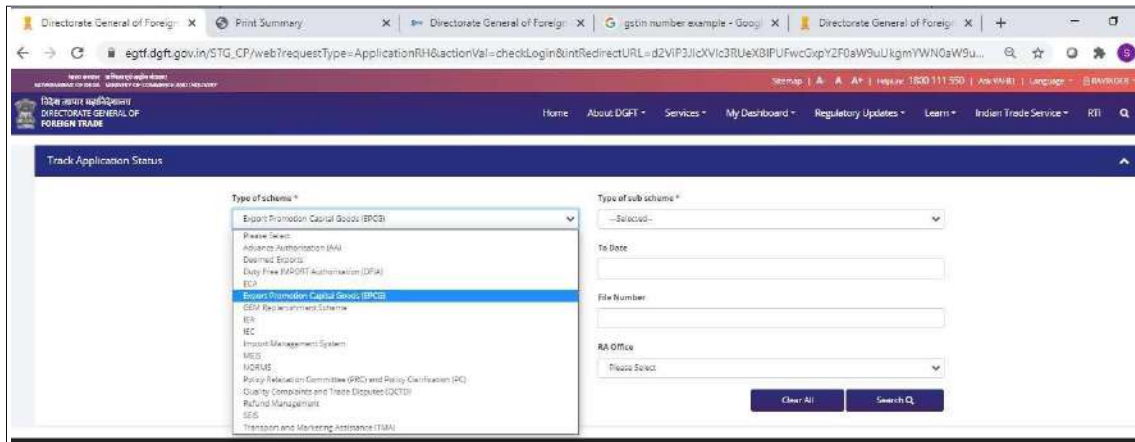 Directorate General of Foreign
Print Summary
Directorate General of Foreign
gstin number example - Googl
Directorate General of Foreign
egtf.dgft.gov.in/STG_CP/web?requestType=ApplicationRH&actionVal=checkLogin&
Sitemap | A- A A+ | Helpline 1800 111 550 | Ask VAHEI | Language
विदेश व्यापार महानिदेशालय
DIRECTORATE GENERAL OF
FOREIGN TRADE
Home About DGFT Services My Dashboard Regulatory Updates Learn Indian Trade Service RTI
Track Application Status
Type of scheme *
Export Promotion Capital Goods (EPCG)
Please Select
Advance Authorisation (AA)
Deemed Exports
Duty Free IMPORT Authorisation (DFIA)
ECA
Export Promotion Capital Goods (EPCG)
GEM Replenishment Scheme
IEC
Import Management System
MEIS
NORMS
Policy Relaxation Committee (PRC) and Policy Clarification (PC)
Quality Complaints and Trade Disputes (QCTD)
Refund Management
SEIS
Transport and Marketing Assistance (TMA)
Type of sub scheme *
--Selected--
To Date
File Number
RA Office
Please Select
Clear All
Search